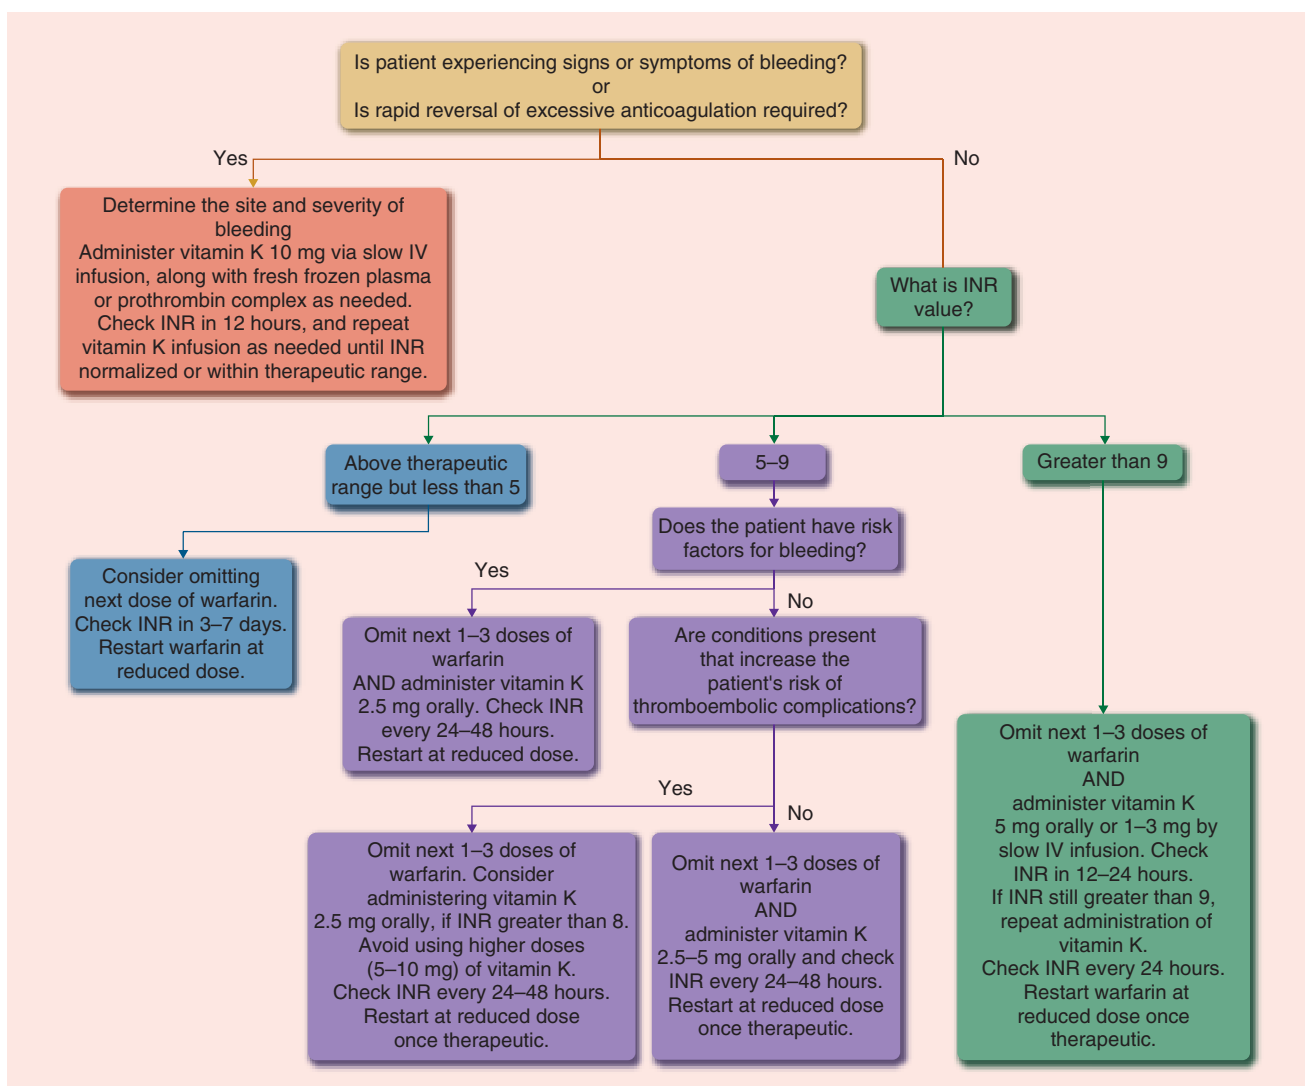 Is patient experiencing signs or symptoms of bleeding?
or
Is rapid reversal of excessive anticoagulation required?
Yes
No
Determine the site and severity of
bleeding
Administer vitamin K 10 mg via slow IV
infusion, along with fresh frozen plasma
or prothrombin complex as needed.
Check INR in 12 hours, and repeat
vitamin K infusion as needed until INR
normalized or within therapeutic range.
What is INR
value?
Above therapeutic
range but less than 5
5–9
Greater than 9
Consider omitting
next dose of warfarin.
Check INR in 3–7 days.
Restart warfarin at
reduced dose.
Does the patient have risk
factors for bleeding?
Yes
No
Omit next 1–3 doses of
warfarin
AND administer vitamin K
2.5 mg orally. Check INR
every 24–48 hours.
Restart at reduced dose.
Are conditions present
that increase the
patient's risk of
thromboembolic complications?
Yes
No
Omit next 1–3 doses of
warfarin. Consider
administering vitamin K
2.5 mg orally, if INR greater than 8.
Avoid using higher doses
(5–10 mg) of vitamin K.
Check INR every 24–48 hours.
Restart at reduced dose
once therapeutic.
Omit next 1–3 doses of
warfarin
AND
administer vitamin K
2.5–5 mg orally and check
INR every 24–48 hours.
Restart at reduced dose
once therapeutic.
Omit next 1–3 doses of
warfarin
AND
administer vitamin K
5 mg orally or 1–3 mg by
slow IV infusion. Check
INR in 12–24 hours.
If INR still greater than 9,
repeat administration of
vitamin K.
Check INR every 24 hours.
Restart warfarin at
reduced dose once
therapeutic.